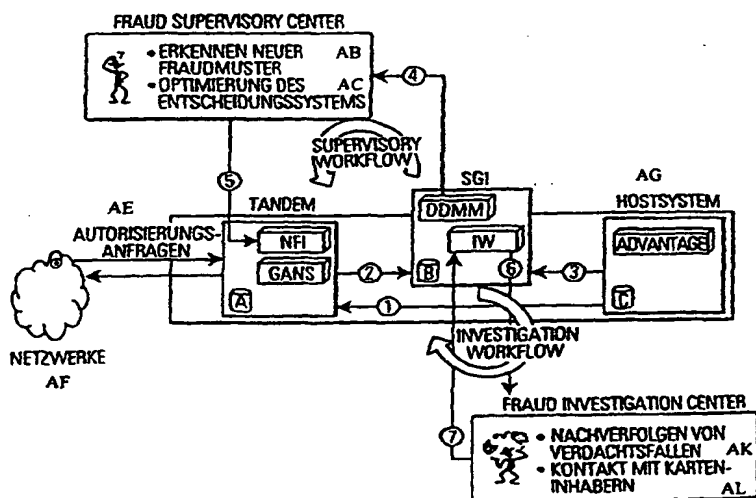 FRAUD SUPERVISORY CENTER
• ERKENNEN NEUER AB
FRAUDMUSTER
• OPTIMIERUNG DES AC
ENTSCHEIDUNGSSYSTEMS
4
SUPERVISORY
WORKFLOW
5
SGI
AG
AE
TANDEM
HOSTSYSTEM
AUTORISIERUNGS-
ANFRAGEN
NFI
GANS
A
2
DDMM
IW
B
6
3
ADVANTAGE
C
1
NETZWERKE
AF
INVESTIGATION
WORKFLOW
FRAUD INVESTIGATION CENTER
7
• NACHVERFOLGEN VON
VERDACHTSFALLEN AK
• KONTAKT MIT KARTEN-
INHABERN AL